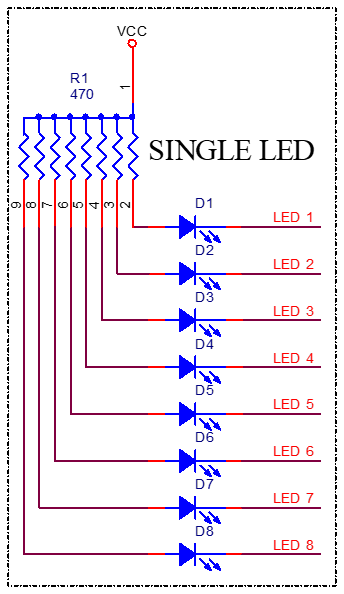 VCC
1
R1
470
SINGLE LED
9 8 7 6 5 4 3 2
D1
LED 1
D2
LED 2
D3
LED 3
D4
LED 4
D5
LED 5
D6
LED 6
D7
LED 7
D8
LED 8